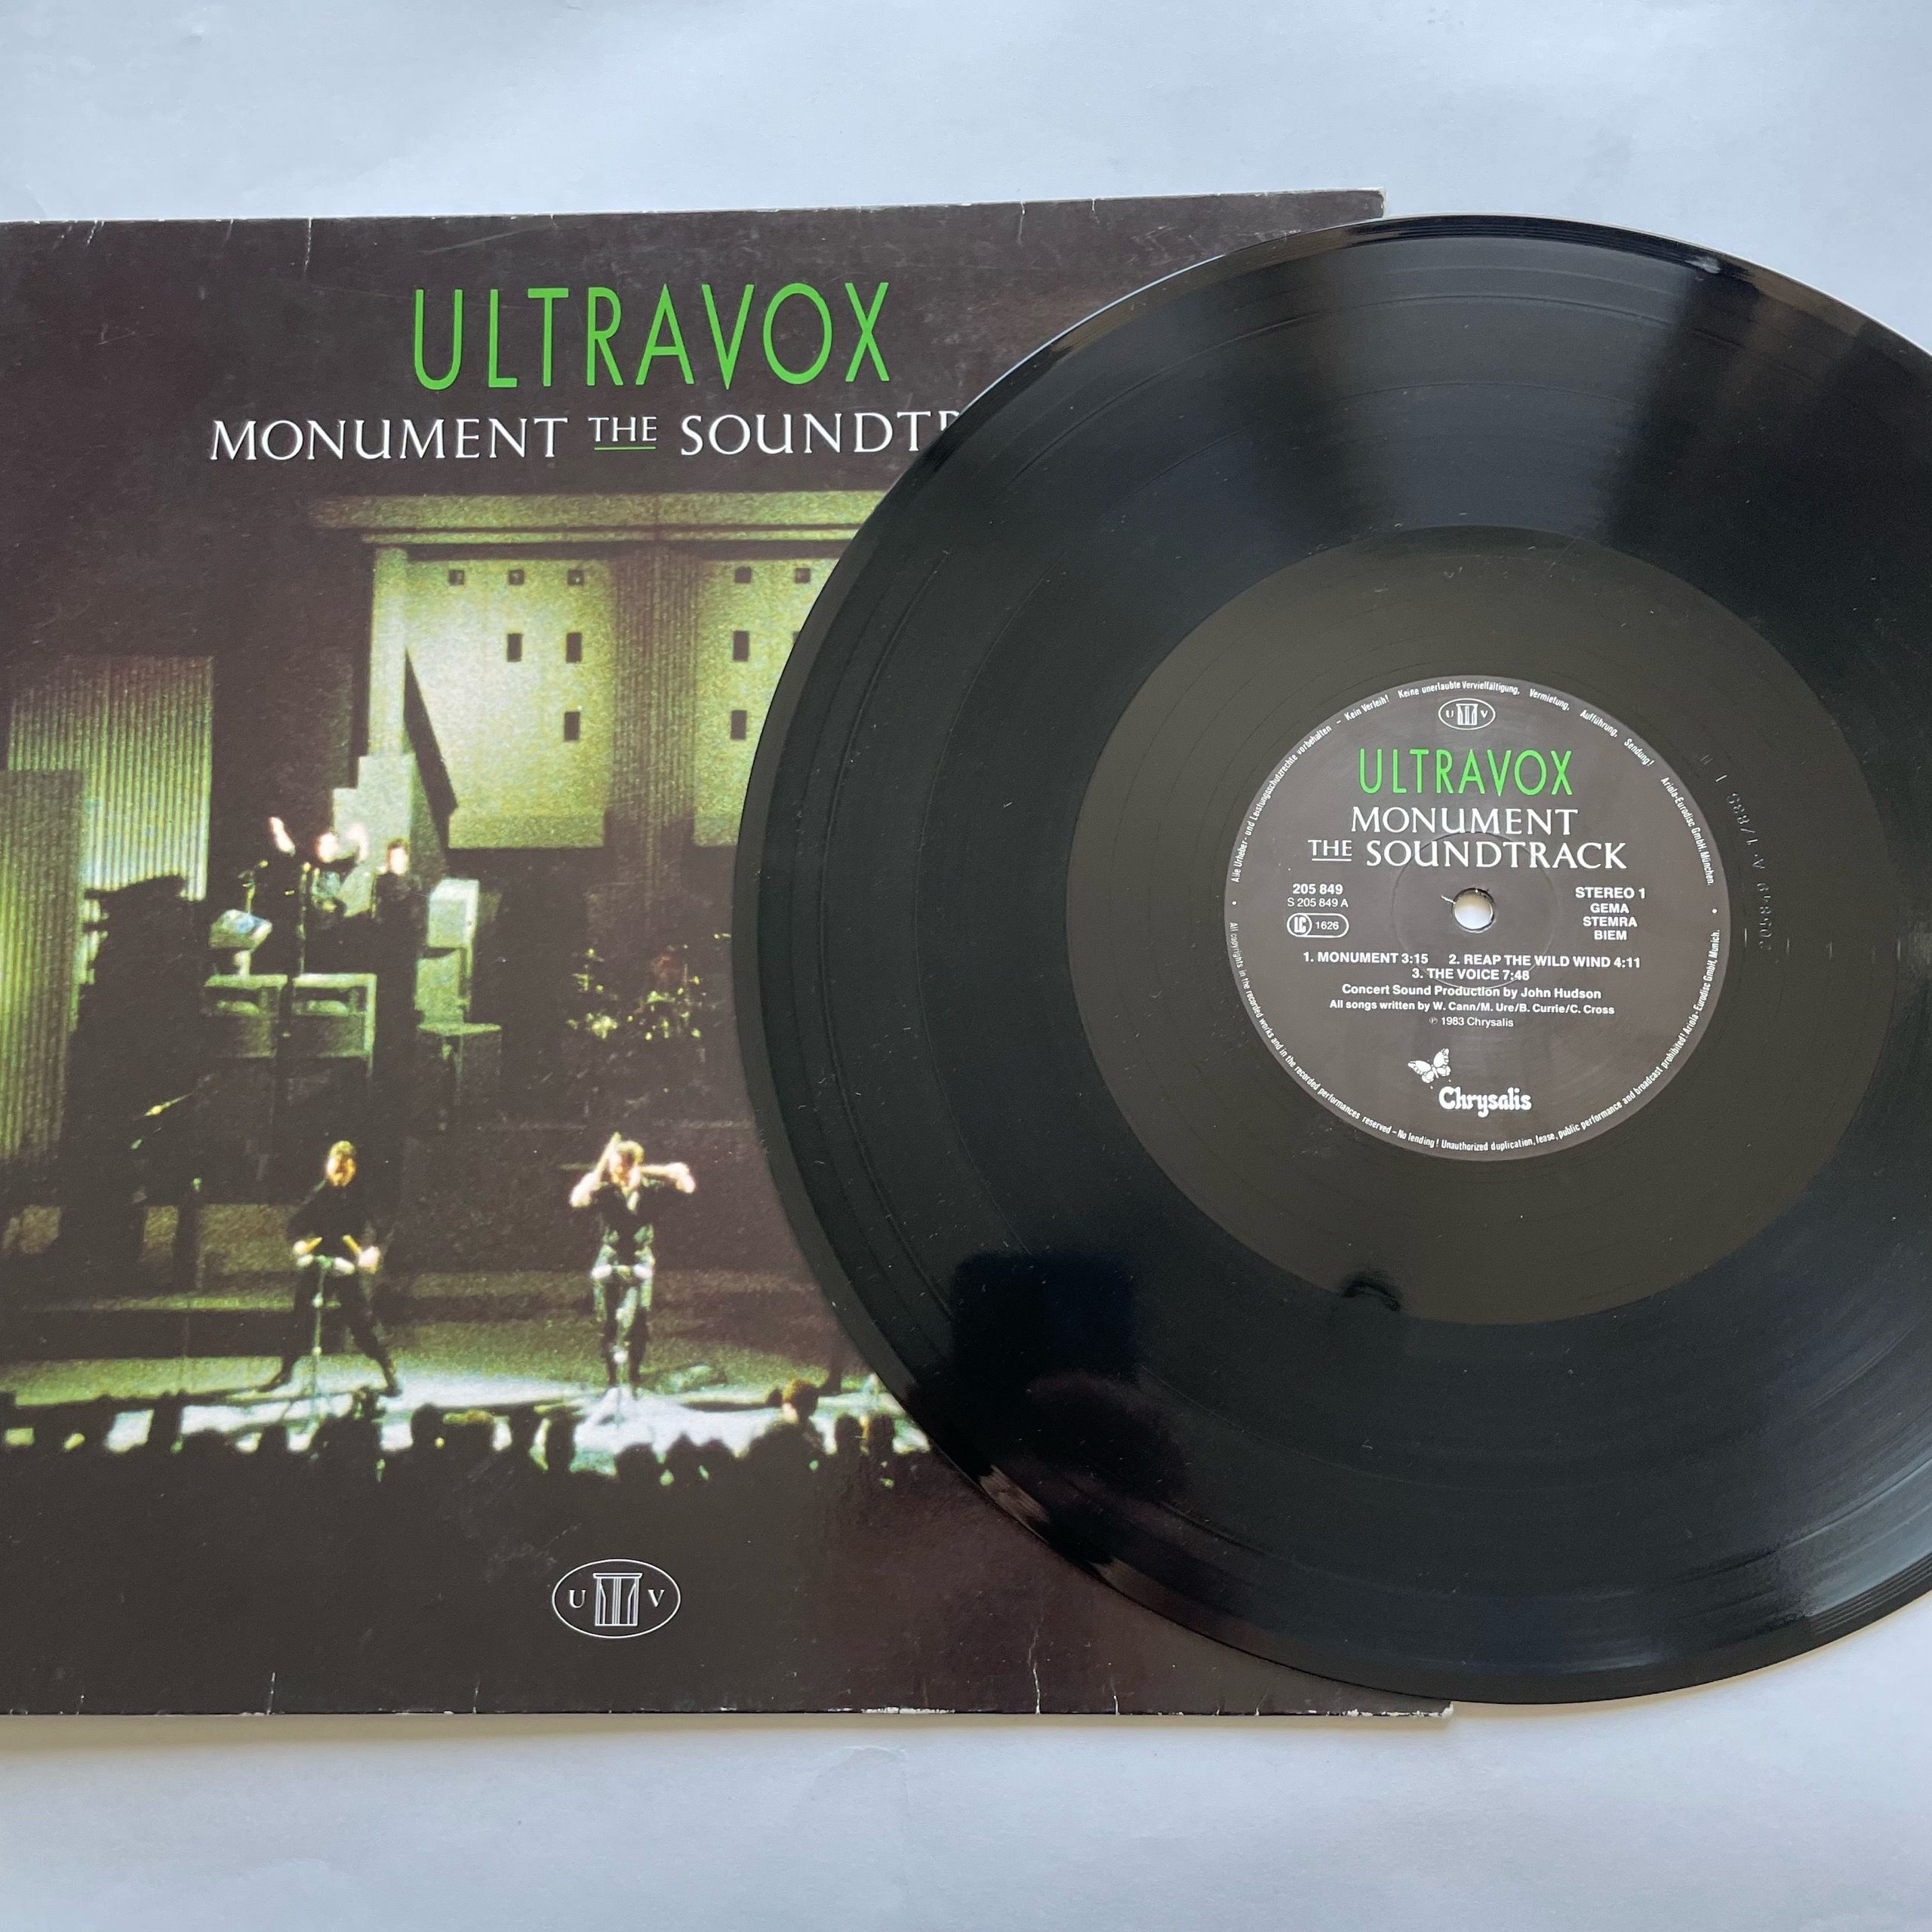 ULTRAVOX
MONUMENT THE SOUNDTR
U V
Alle Urheber- und Leistungsschutzrechte vorbehalten – Kein Verleih! Keine unerlaubte Vervielfältigung, Vermietung, Aufführung, Sendung! Ariola-Eurodisc GmbH, München.
U V
ULTRAVOX
MONUMENT
THE SOUNDTRACK
205 849
S 205 849 A
LC 1626
STEREO 1
GEMA
STEMRA
BIEM
1. MONUMENT 3:15 2. REAP THE WILD WIND 4:11
3. THE VOICE 7:48
Concert Sound Production by John Hudson
All songs written by W. Cann/M. Ure/B. Currie/C. Cross
℗ 1983 Chrysalis
Chrysalis
All copyrights in the recorded works and in the recorded performances reserved – No lending! Unauthorized duplication, lease, public performance and broadcast prohibited! Ariola-Eurodisc GmbH, Munich.